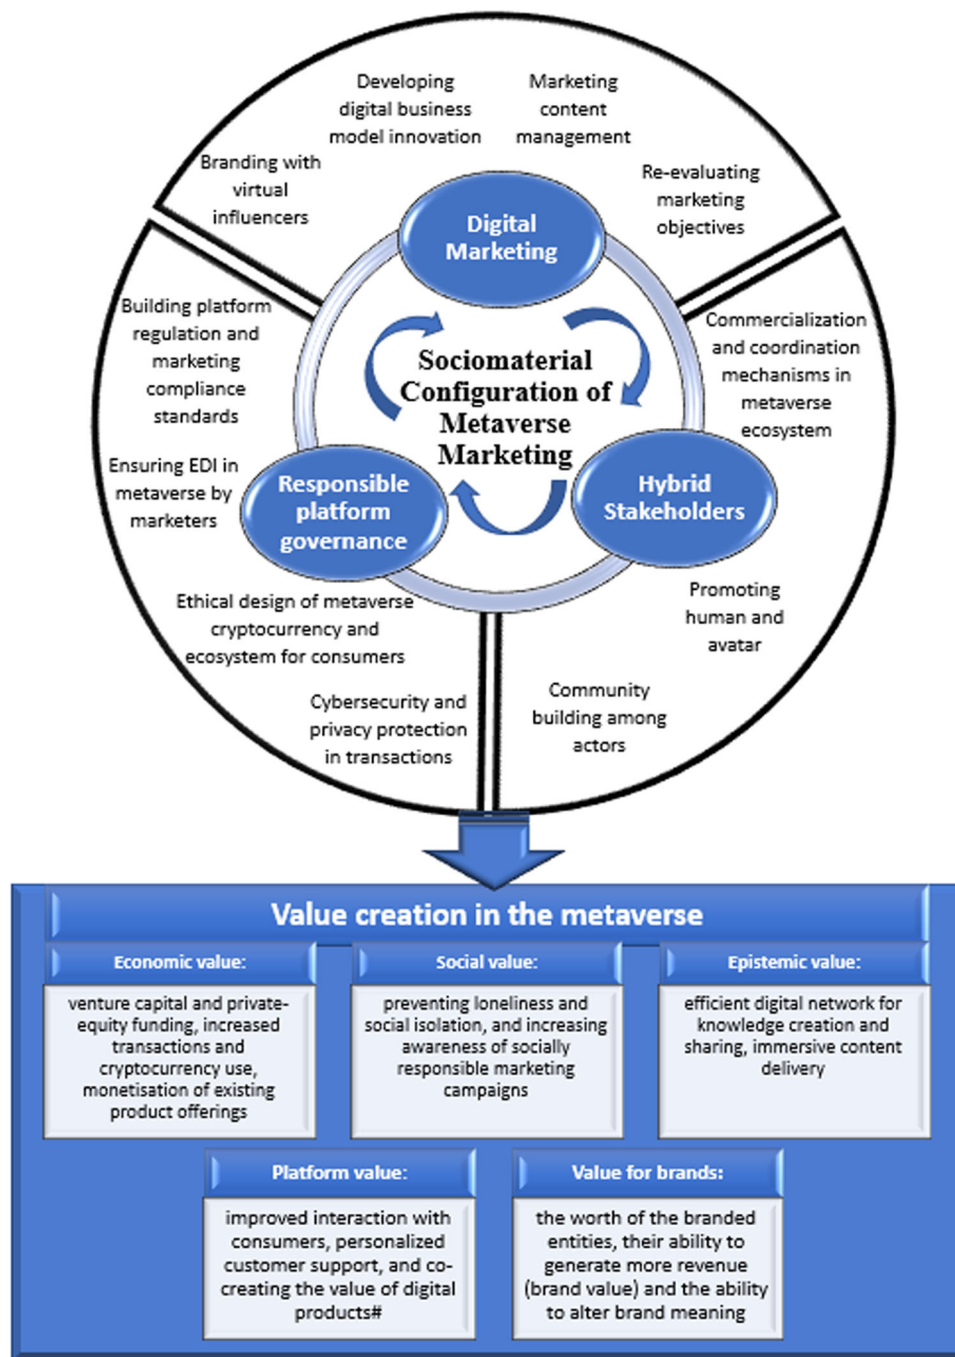 Developing
digital business
model innovation
Marketing
content
management
Branding with
virtual
influencers
Re-evaluating
marketing
objectives
Digital
Marketing
Building platform
regulation and
marketing
compliance
standards
Commercialization
and coordination
mechanisms in
metaverse
ecosystem
Sociomaterial
Configuration of
Metaverse
Marketing
Ensuring EDI in
metaverse by
marketers
Responsible
platform
governance
Hybrid
Stakeholders
Ethical design of metaverse
cryptocurrency and
ecosystem for consumers
Promoting
human and
avatar
Cybersecurity and
privacy protection
in transactions
Community
building among
actors
Value creation in the metaverse
Economic value:
venture capital and private-
equity funding, increased
transactions and
cryptocurrency use,
monetisation of existing
product offerings
Social value:
preventing loneliness and
social isolation, and increasing
awareness of socially
responsible marketing
campaigns
Epistemic value:
efficient digital network for
knowledge creation and
sharing, immersive content
delivery
Platform value:
improved interaction with
consumers, personalized
customer support, and co-
creating the value of digital
products#
Value for brands:
the worth of the branded
entities, their ability to
generate more revenue
(brand value) and the ability
to alter brand meaning